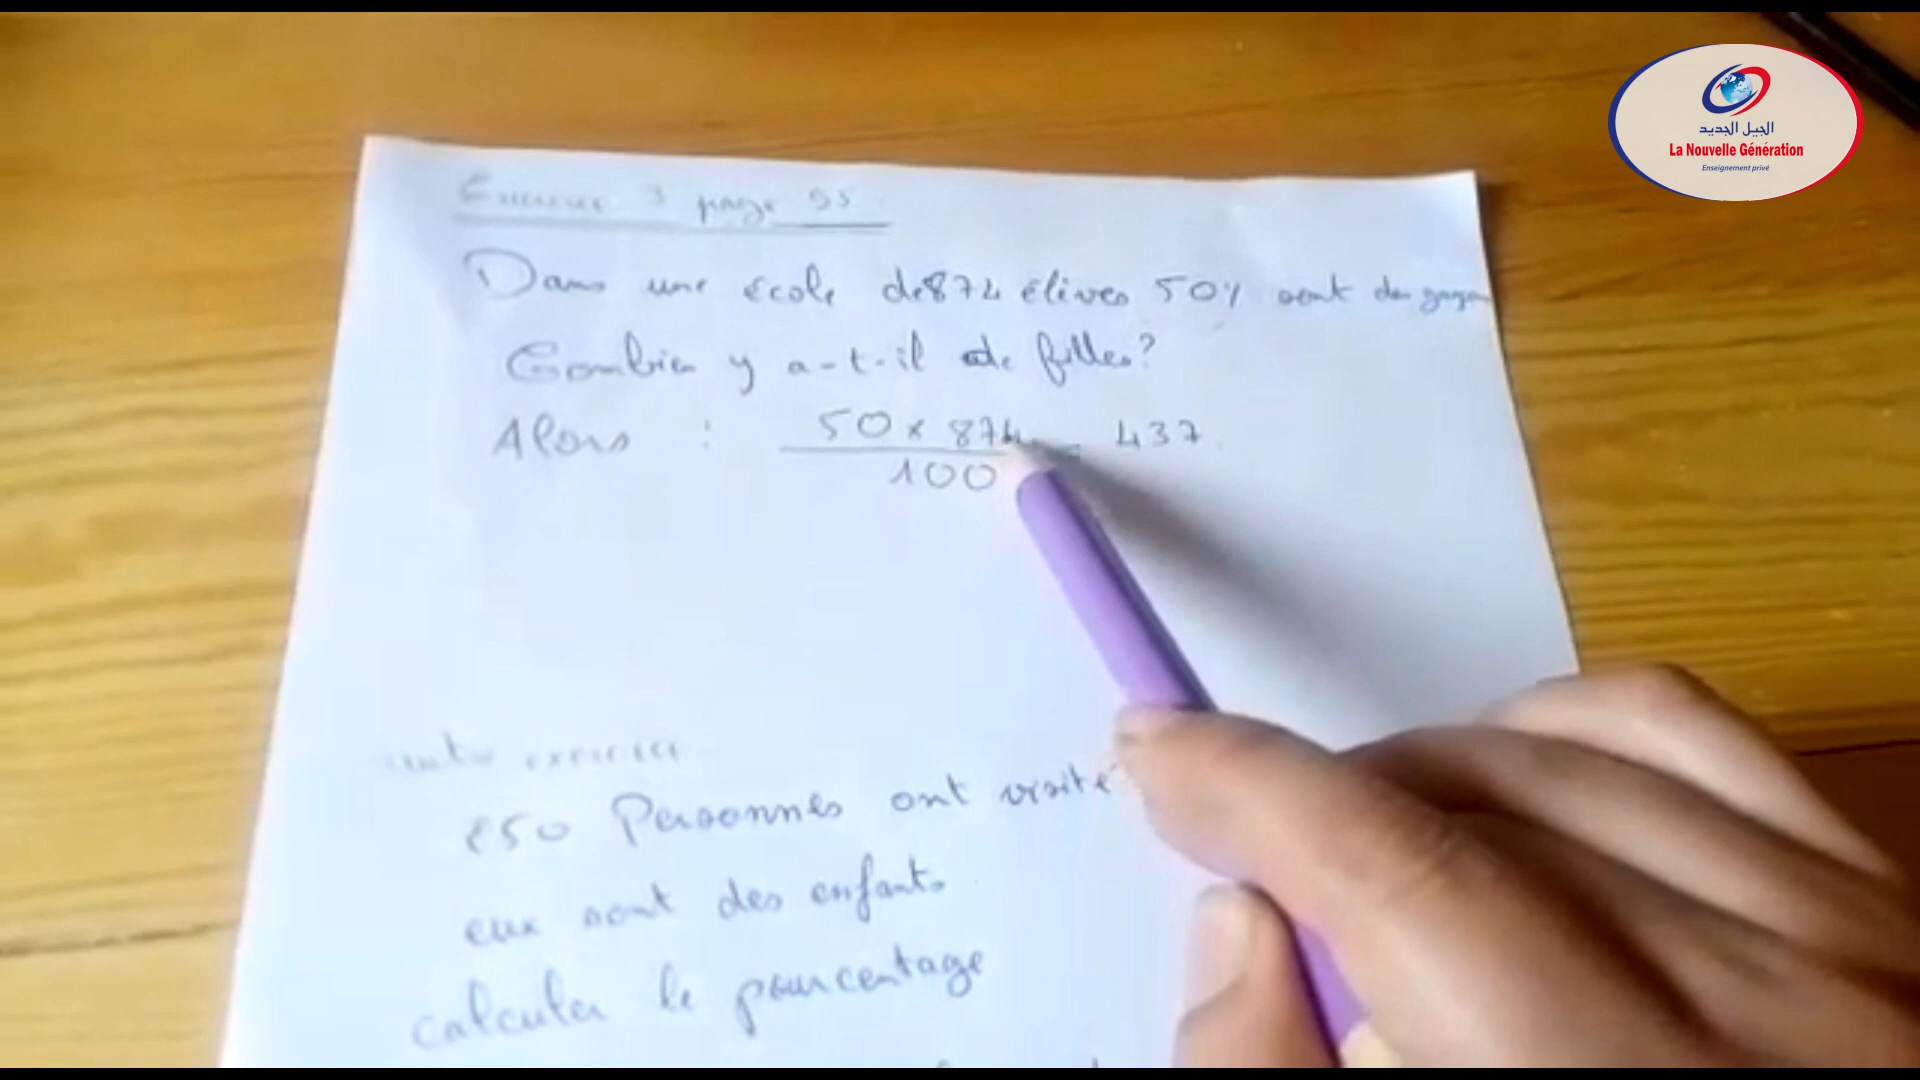 الجيل الجديد
La Nouvelle Génération
Enseignement privé
Exercice 3 page 95
Dans une école de 874 élèves 50% sont des garçon
Combien y a-t-il de filles?
Alors : 50 x 874 = 437
100
autre exercice
250 Personnes ont visité
eux sont des enfants
calculer le pourcentage